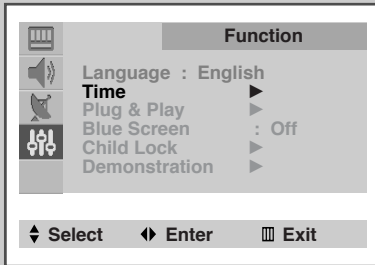 Function
Language : English
Time ►
Plug & Play ►
Blue Screen : Off
Child Lock ►
Demonstration ►
Select Enter Exit